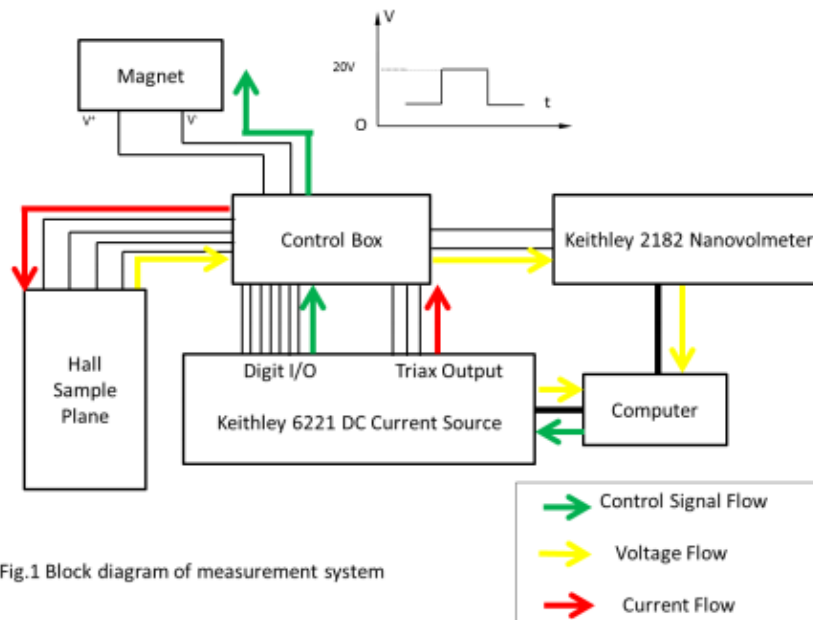 V
20V
t
O
Magnet
V⁺
V
Control Box
Keithley 2182 Nanovolmeter
Hall
Sample
Plane
Digit I/O
Triax Output
Keithley 6221 DC Current Source
Computer
Control Signal Flow
Voltage Flow
Current Flow
Fig.1 Block diagram of measurement system